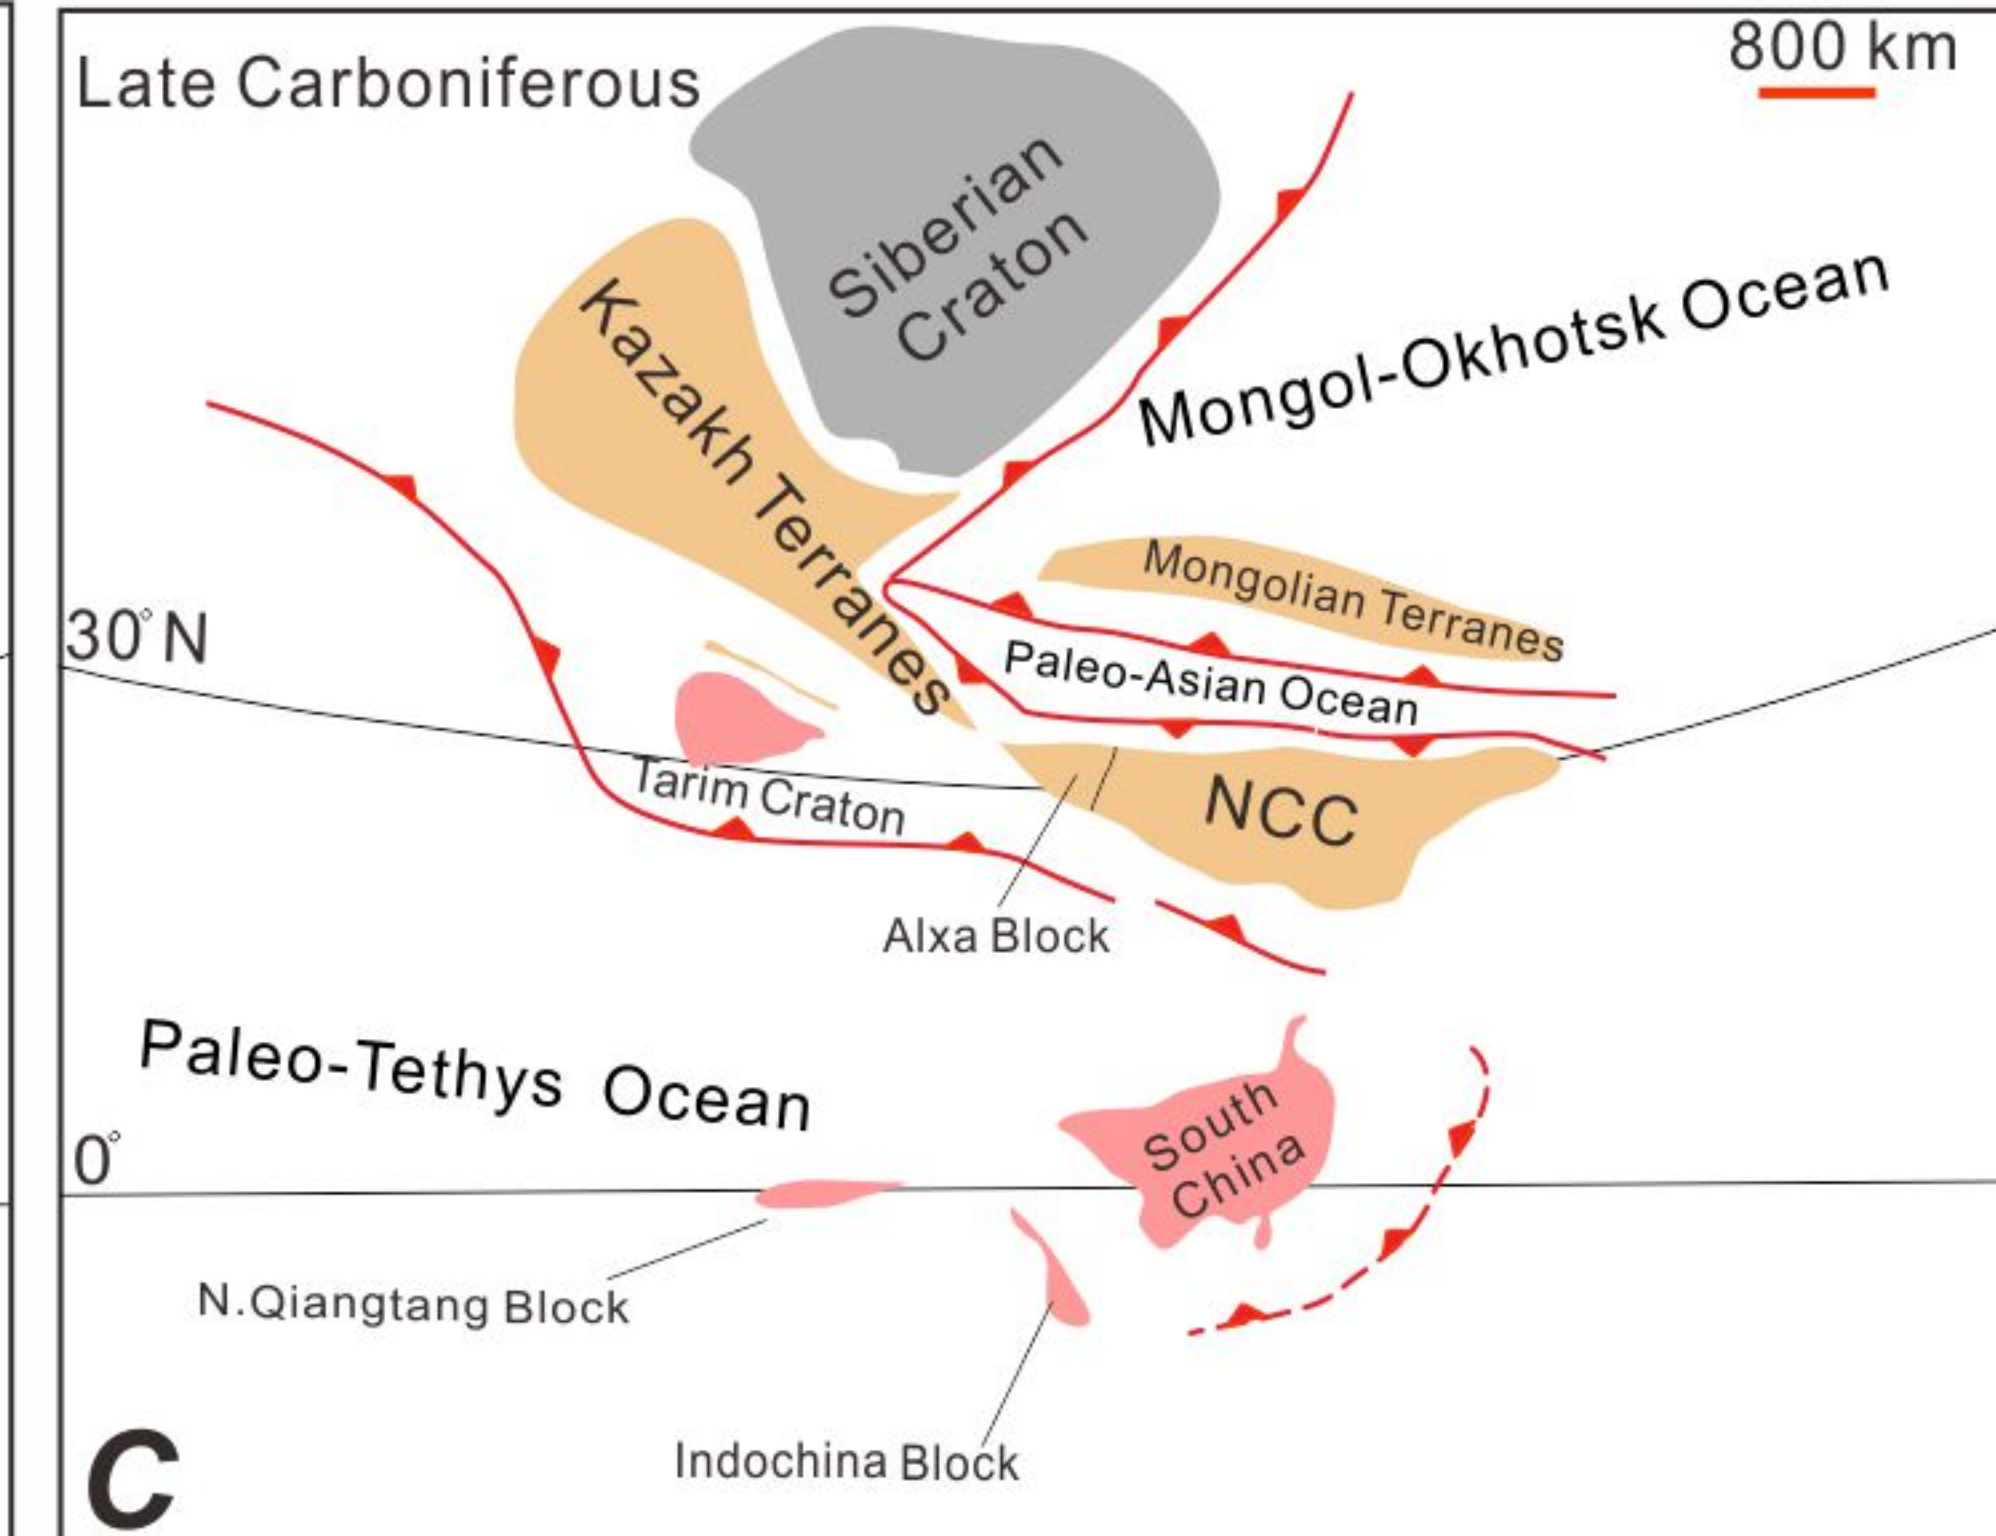 Late Carboniferous
800 km
Siberian
Craton
Kazakh Terranes
Mongol-Okhotsk Ocean
Mongolian Terranes
30°N
Paleo-Asian Ocean
Tarim Craton
NCC
Alxa Block
Paleo-Tethys Ocean
South
China
0°
N.Qiangtang Block
Indochina Block
C